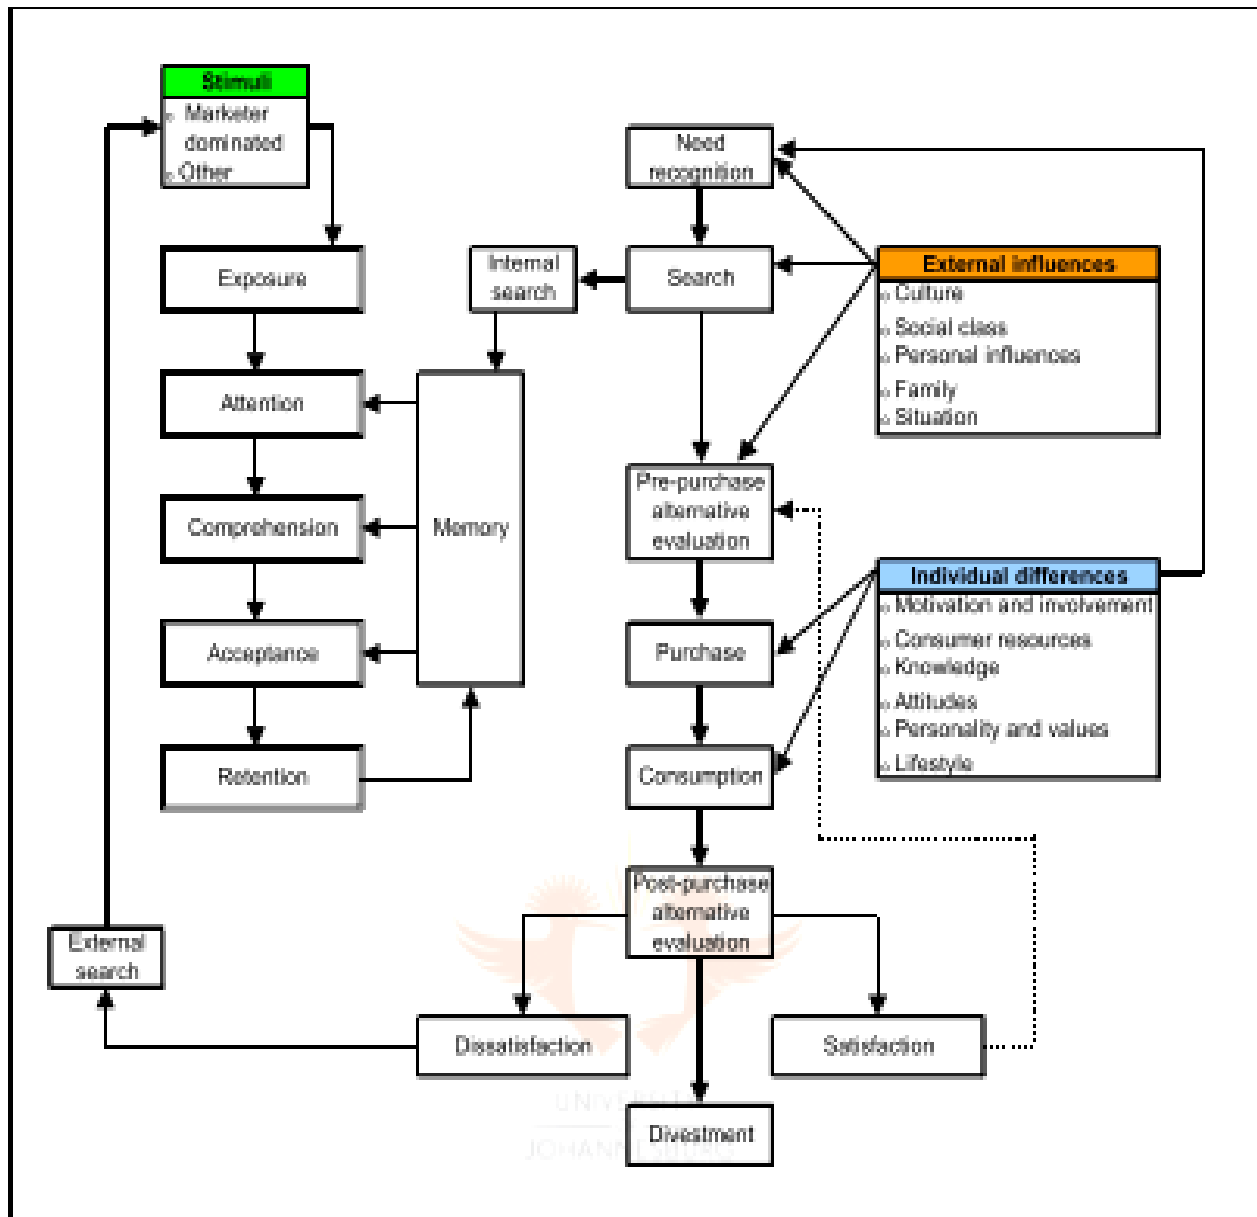 Stimuli
Marketer
dominated
Other
Exposure
Attention
Comprehension
Acceptance
Retention
Internal
search
Memory
External
search
Need
recognition
Search
Pre-purchase
alternative
evaluation
Purchase
Consumption
Post-purchase
alternative
evaluation
Dissatisfaction
Satisfaction
Divestment
External influences
Culture
Social class
Personal influences
Family
Situation
Individual differences
Motivation and involvement
Consumer resources
Knowledge
Attitudes
Personality and values
Lifestyle
UNIVERSITY
JOHANNESBURG